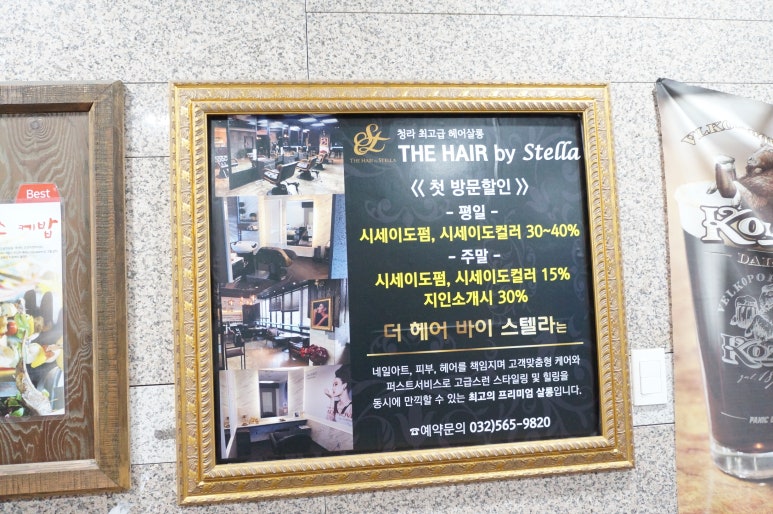 Best
THE HAIR by STELLA
청라 최고급 헤어살롱
THE HAIR by Stella
《 첫 방문할인 》
- 평일 -
시세이도펌, 시세이도컬러 30~40%
- 주말 -
시세이도펌, 시세이도컬러 15%
지인소개시 30%
더 헤어 바이 스텔라는
네일아트, 피부, 헤어를 책임지며 고객맞춤형 케어와
퍼스트서비스로 고급스런 스타일링 및 힐링을
동시에 만끽할 수 있는 최고의 프리미엄 살롱입니다.
☎예약문의 032)565-9820